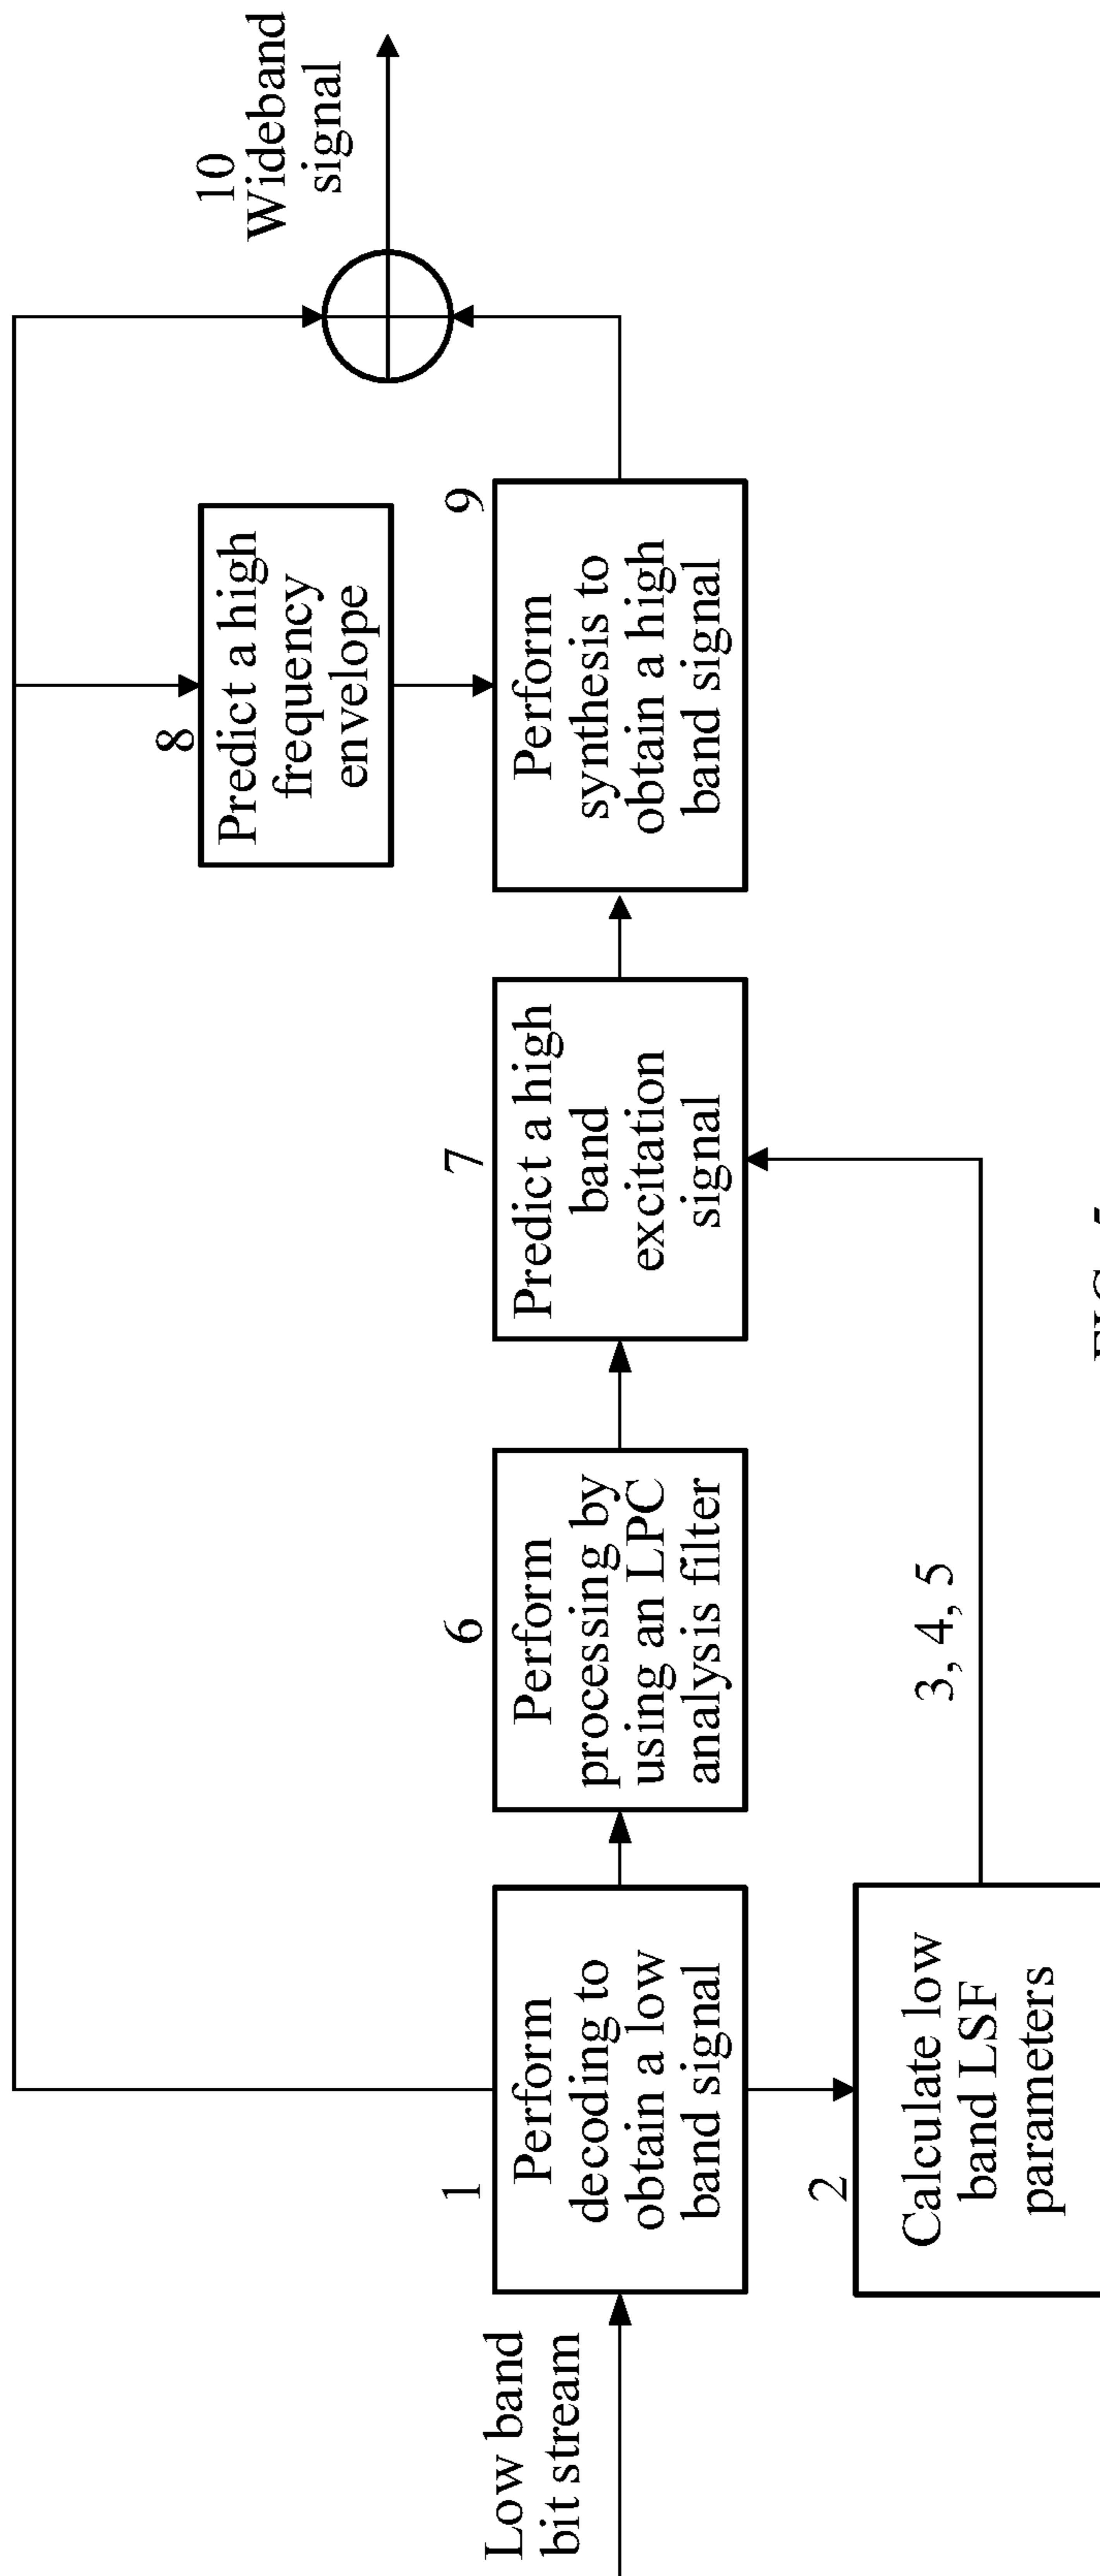 Low band
bit stream
1
Perform
decoding to
obtain a low
band signal
2
Calculate low
band LSF
parameters
3, 4, 5
6
Perform
processing by
using an LPC
analysis filter
7
Predict a high
band
excitation
signal
8
Predict a high
frequency
envelope
9
Perform
synthesis to
obtain a high
band signal
10
Wideband
signal